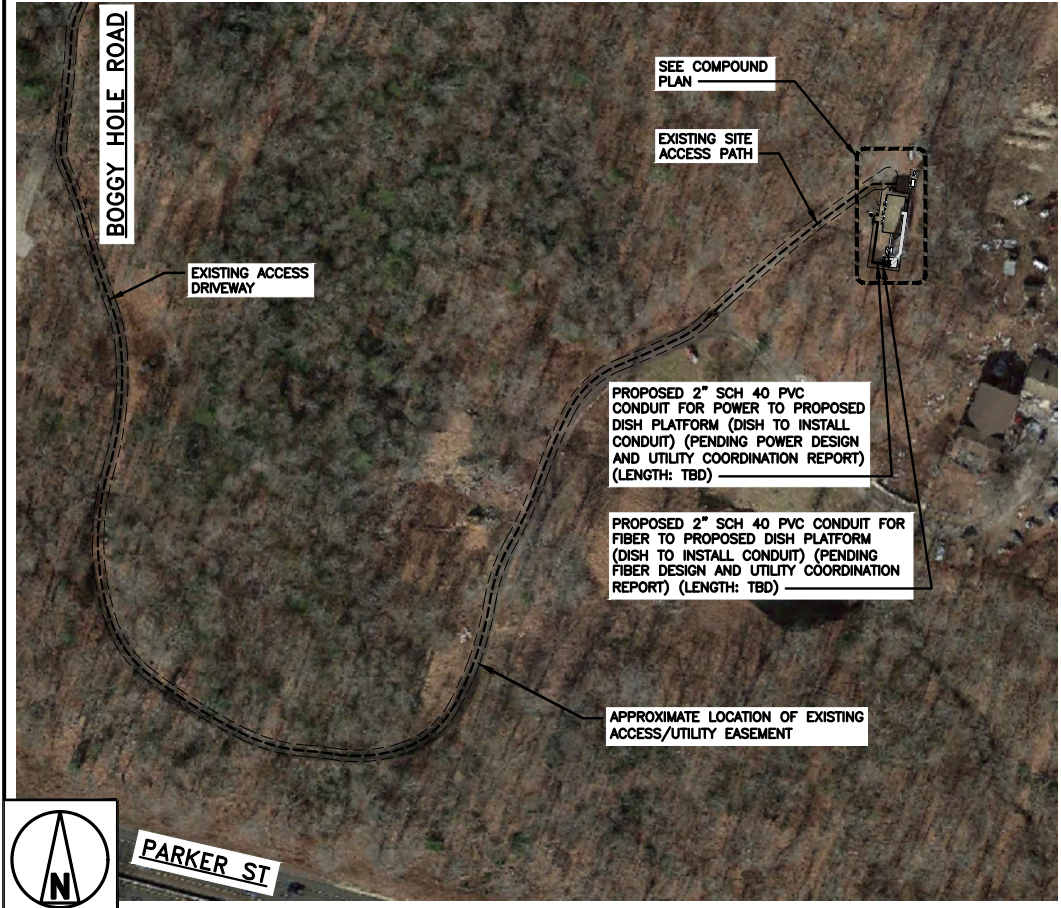 BOGGY HOLE ROAD
SEE COMPOUND
PLAN
EXISTING SITE
ACCESS PATH
EXISTING ACCESS
DRIVEWAY
PROPOSED 2" SCH 40 PVC
CONDUIT FOR POWER TO PROPOSED
DISH PLATFORM (DISH TO INSTALL
CONDUIT) (PENDING POWER DESIGN
AND UTILITY COORDINATION REPORT)
(LENGTH: TBD)
PROPOSED 2" SCH 40 PVC CONDUIT FOR
FIBER TO PROPOSED DISH PLATFORM
(DISH TO INSTALL CONDUIT) (PENDING
FIBER DESIGN AND UTILITY COORDINATION
REPORT) (LENGTH: TBD)
APPROXIMATE LOCATION OF EXISTING
ACCESS/UTILITY EASEMENT
PARKER ST
N